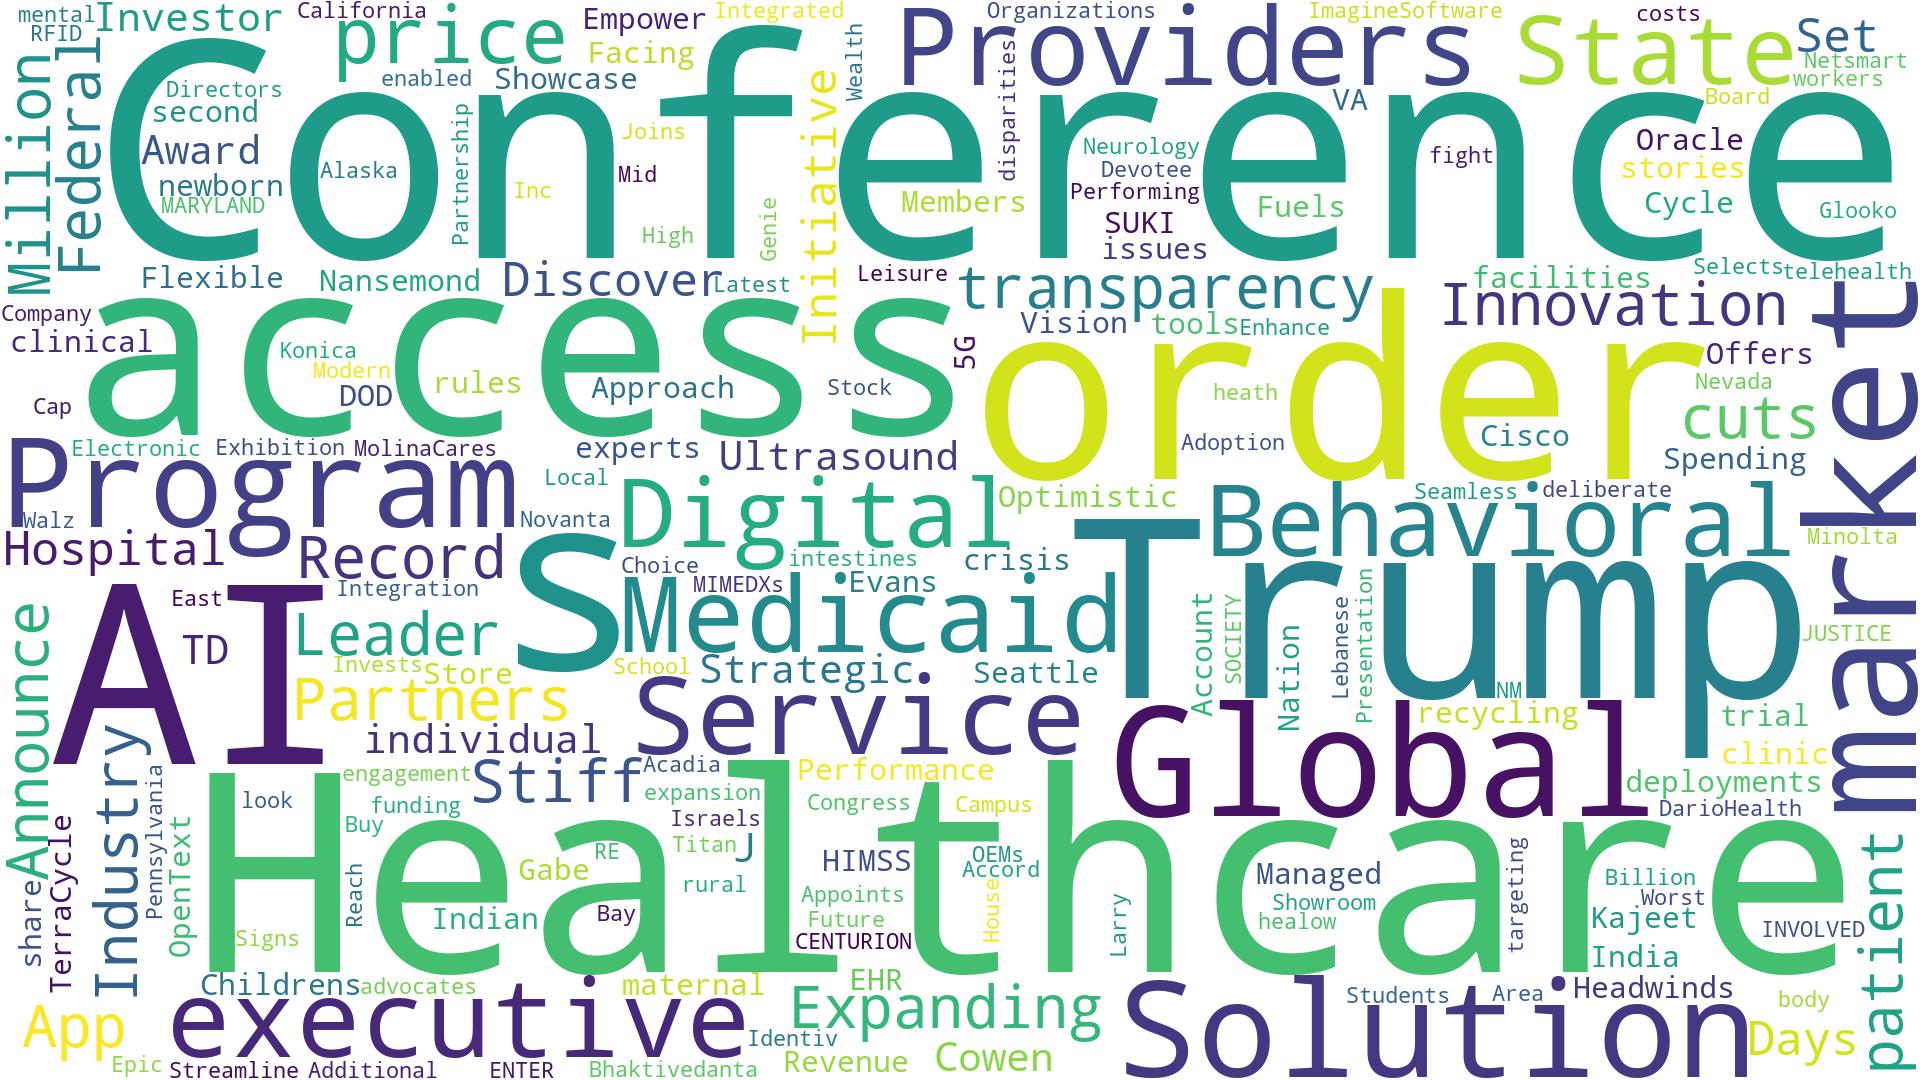 mental
RFID
Investor
California
price
Empower
Integrated
Facing
Providers
Organizations
ImagineSoftware
State
costs
Set
Netsmart
workers
Million
Federal
Directors
second
enabled
Showcase
Initiative
Wealth
disparities
VA
Board
Conference
Award
newborn
MARYLAND
Alaska
Partnership
Inc
Joins
Mid
High
Genie
Members
Neurology
Devotee
Performing
SUKI
issues
Fuels
fight
Oracle
stories
Cycle
Glooko
Flexible
Nansemond
Discover
Latest
Leisure
transparency
facilities
Selects
telehealth
Company
clinical
access
Konica
Modern
DOD
rules
Approach
Stock
5G
Vision
tools
Enhance
Innovation
order
heath
Offers
Nevada
cuts
market
Cap
Electronic
Exhibition
MolinaCares
experts
Ultrasound
Adoption
Cisco
Spending
Program
Walz
Local
Novanta
Digital
Optimistic
Seamless
deliberate
Behavioral
Minolta
Hospital
Record
Integration
S
Choice
intestines
MIMEDXs
Evans
crisis
Trump
East
AI
TD
Leader
Medicaid
Account
SOCIETY
Nation
Lebanese
Presentation
NM
JUSTICE
Announce
Invests
Store
School
Strategic
Seattle
Partners
Service
Global
recycling
trial
clinic
individual
Industry
Pennsylvania
engagement
Stiff
Acadia
Performance
deployments
DarioHealth
look
funding
Buy
expansion
Israels
Congress
Campus
Healthcare
TerraCycle
share
OpenText
Reach
Gabe
RE
Titan
J
HIMSS
OEMs
Accord
Managed
Showroom
healow
targeting
Billion
Worst
Kajeet
INVOLVED
patient
Signs
Indian
Bay
rural
Appoints
Future
CENTURION
House
Larry
India
Childrens
advocates
maternal
EHR
Students
Area
Headwinds
body
App
executive
Identiv
Expanding
Solution
Days
Epic
Streamline
Additional
ENTER
Bhaktivedanta
Revenue
Cowen